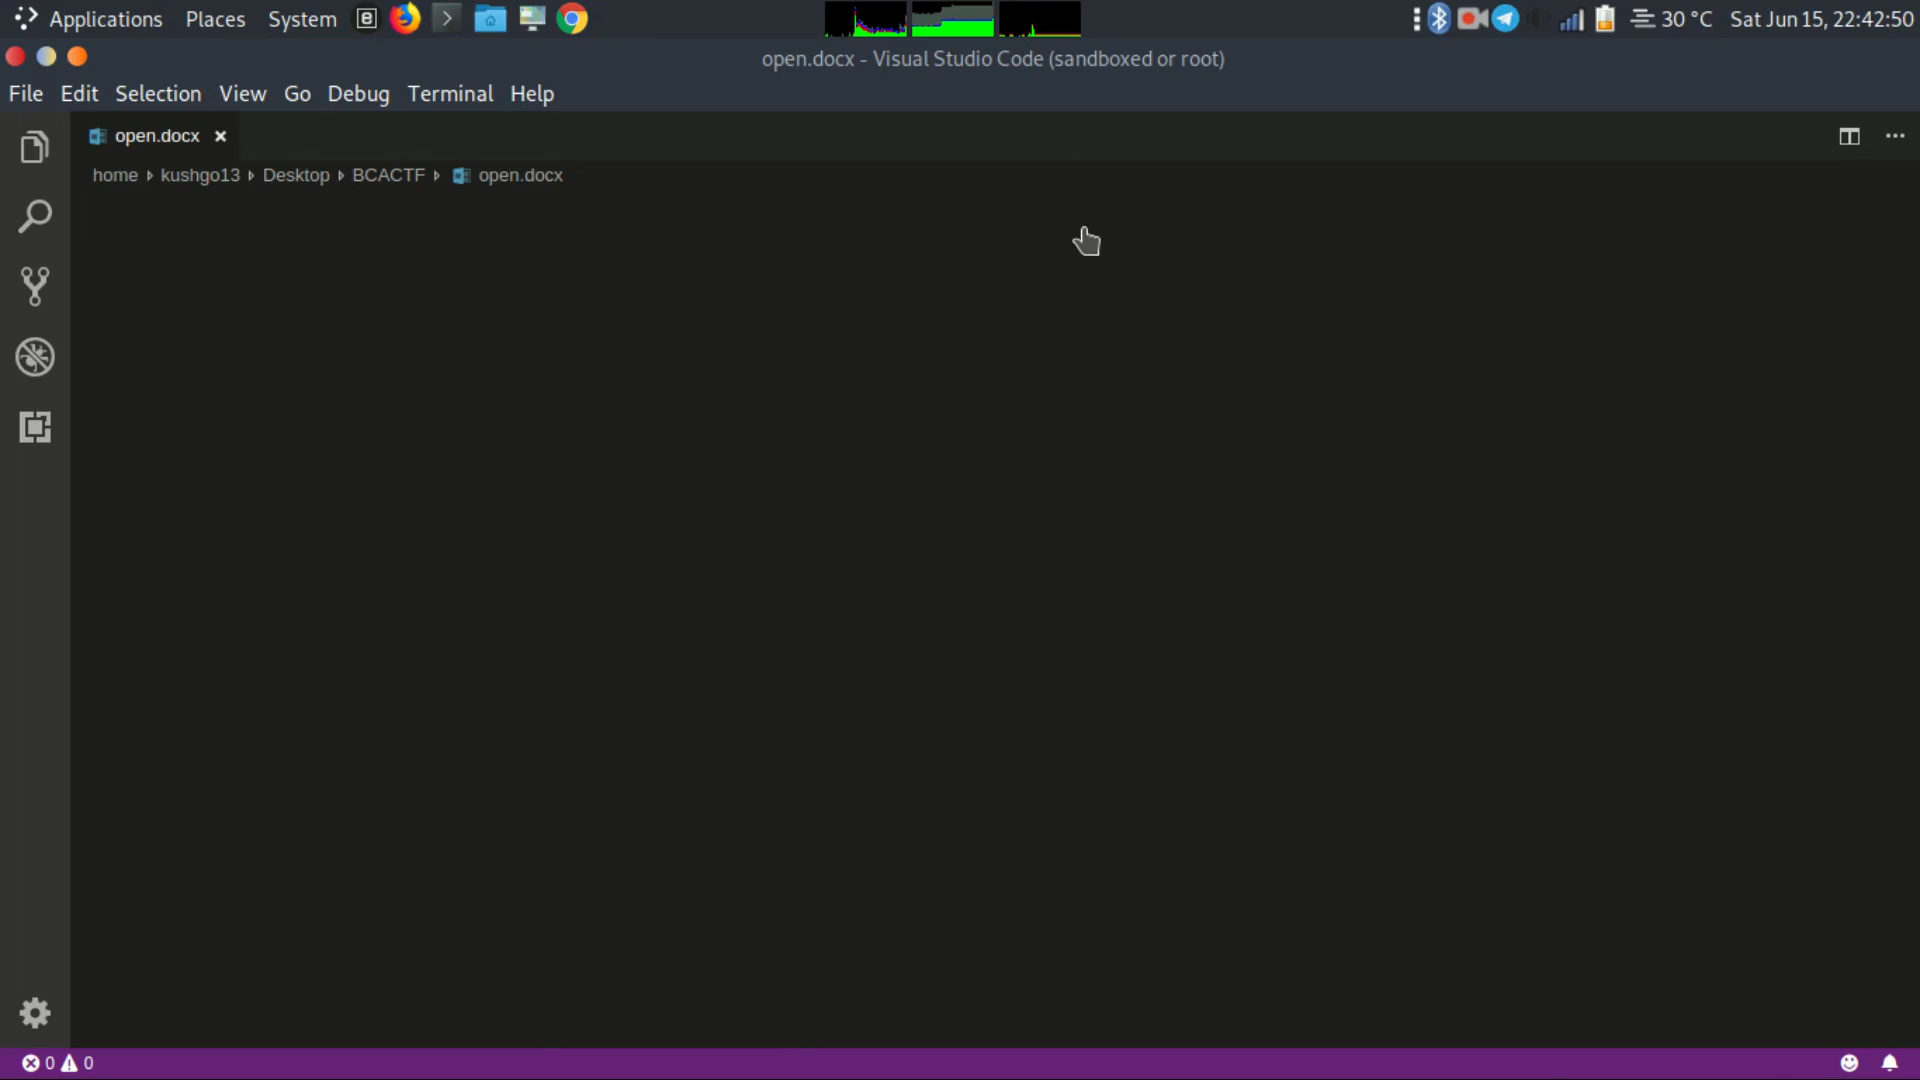 Applications Places System 30 °C Sat Jun 15, 22:42:50
open.docx - Visual Studio Code (sandboxed or root)
File Edit Selection View Go Debug Terminal Help
open.docx
home kushgo13 Desktop BCACTF open.docx
0 0